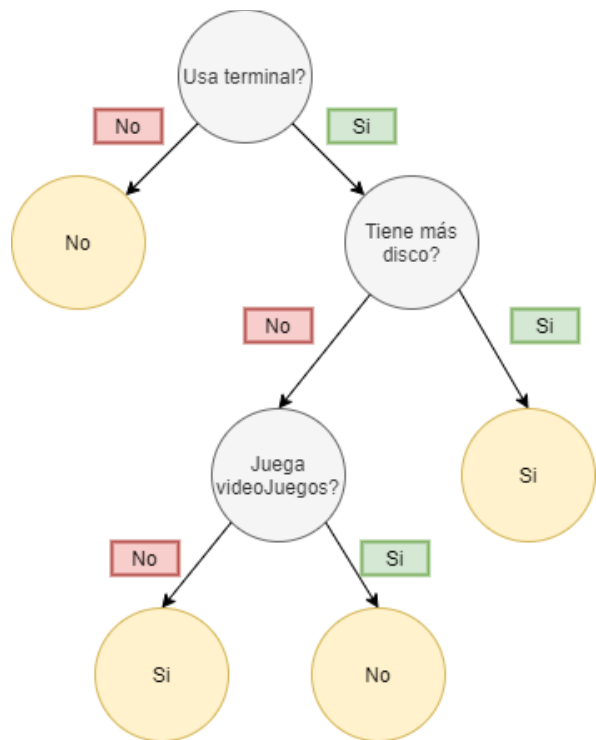 Usa terminal?
No
Si
No
Tiene más
disco?
No
Si
Juega
videoJuegos?
Si
No
Si
Si
No